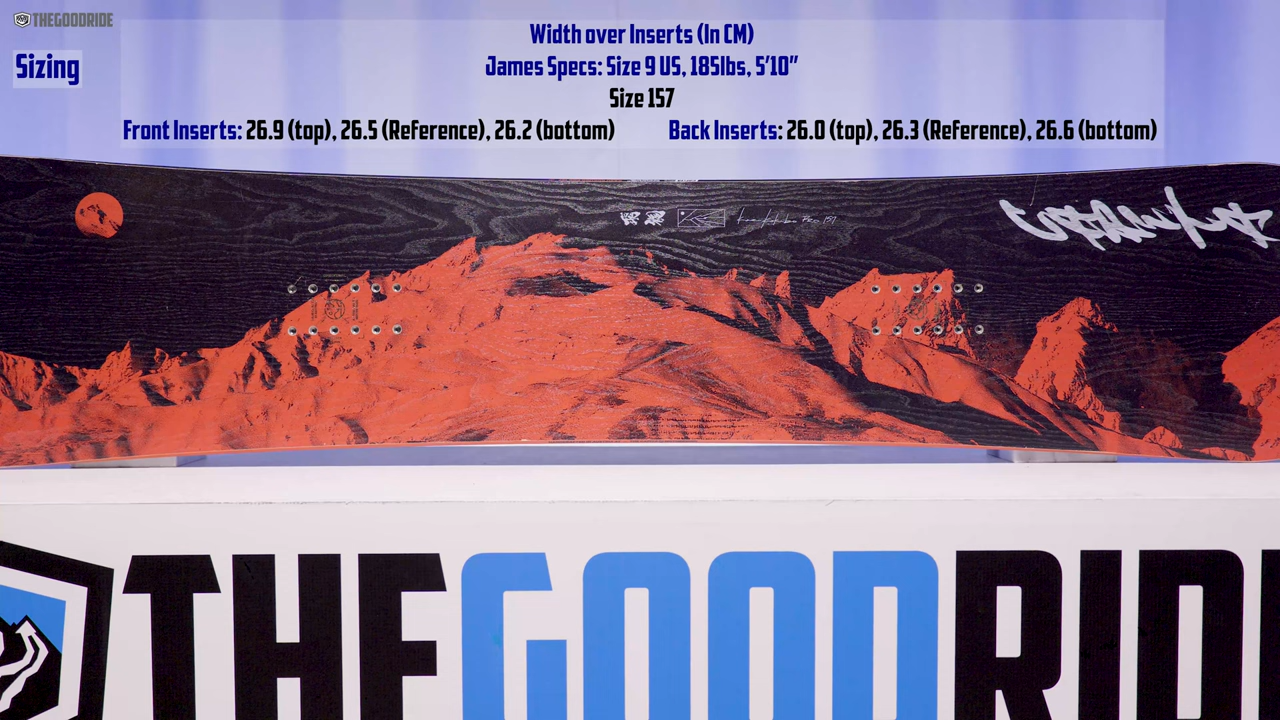 THEGOODRIDE
Width over Inserts (In CM)
Sizing
James Specs: Size 9 US, 185lbs, 5'10"
Size 157
Front Inserts: 26.9 (top), 26.5 (Reference), 26.2 (bottom)
Back Inserts: 26.0 (top), 26.3 (Reference), 26.6 (bottom)
THEGOODRID